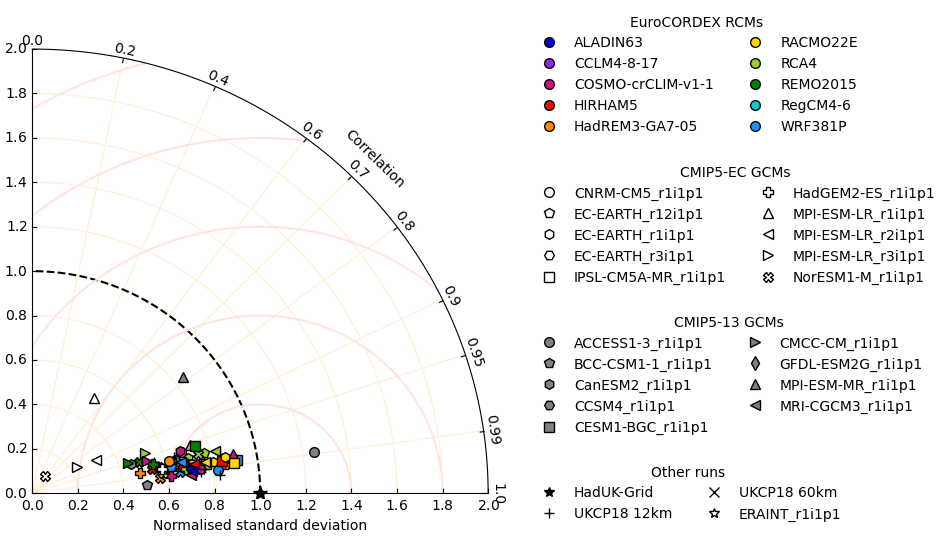 EuroCORDEX RCMs
ALADIN63
RACMO22E
CCLM4-8-17
RCA4
COSMO-crCLIM-v1-1
REMO2015
HIRHAM5
RegCM4-6
HadREM3-GA7-05
WRF381P
CMIP5-EC GCMs
CNRM-CM5_r1i1p1
HadGEM2-ES_r1i1p1
EC-EARTH_r12i1p1
MPI-ESM-LR_r1i1p1
EC-EARTH_r1i1p1
MPI-ESM-LR_r2i1p1
EC-EARTH_r3i1p1
MPI-ESM-LR_r3i1p1
IPSL-CM5A-MR_r1i1p1
NorESM1-M_r1i1p1
CMIP5-13 GCMs
ACCESS1-3_r1i1p1
CMCC-CM_r1i1p1
BCC-CSM1-1_r1i1p1
GFDL-ESM2G_r1i1p1
CanESM2_r1i1p1
MPI-ESM-MR_r1i1p1
CCSM4_r1i1p1
MRI-CGCM3_r1i1p1
CESM1-BGC_r1i1p1
Other runs
HadUK-Grid
UKCP18 60km
UKCP18 12km
ERAINT_r1i1p1
0.0
0.2
0.4
0.6
0.7
0.8
0.9
0.95
0.99
1.0
Correlation
2.0
1.8
1.6
1.4
1.2
1.0
0.8
0.6
0.4
0.2
0.0
0.0 0.2 0.4 0.6 0.8 1.0 1.2 1.4 1.6 1.8 2.0
Normalised standard deviation